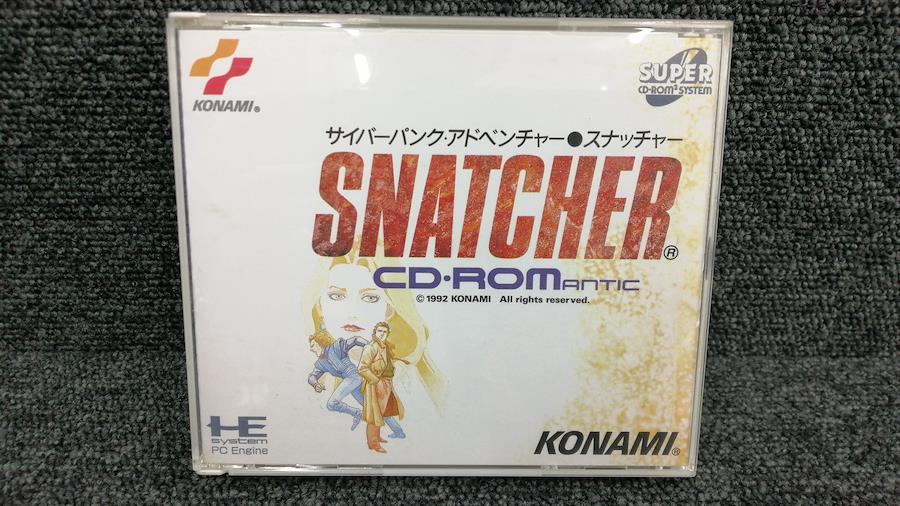 KONAMI®
SUPER
CD-ROM² SYSTEM
サイバーパンク・アドベンチャー●スナッチャー
SNATCHER®
CD・ROMANTIC
© 1992 KONAMI All rights reserved.
HE
system
PC Engine
KONAMI®